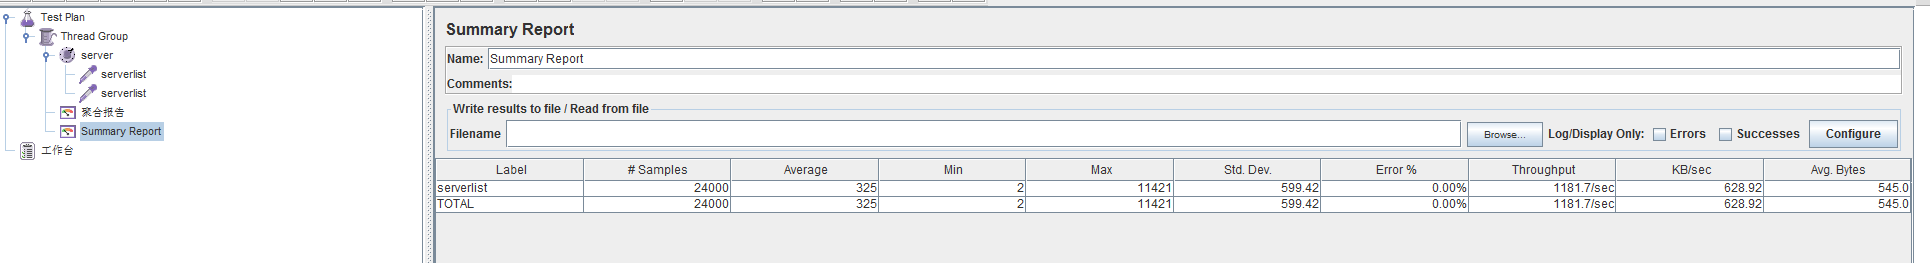 Test Plan
Thread Group
server
serverlist
serverlist
聚合报告
Summary Report
工作台
Summary Report
Name: Summary Report
Comments:
Write results to file / Read from file
Filename Browse... Log/Display Only: Errors Successes Configure
Label # Samples Average Min Max Std. Dev. Error % Throughput KB/sec Avg. Bytes
serverlist 24000 325 2 11421 599.42 0.00% 1181.7/sec 628.92 545.0
TOTAL 24000 325 2 11421 599.42 0.00% 1181.7/sec 628.92 545.0